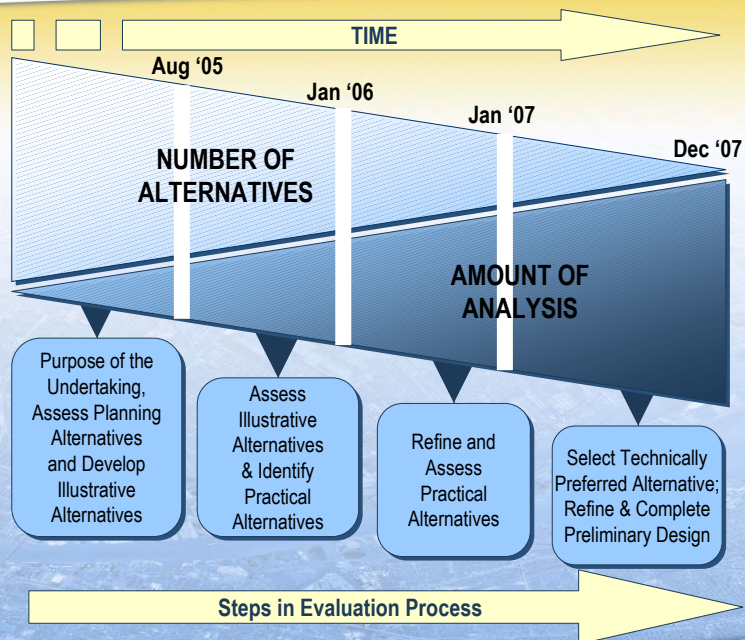 TIME
Aug ‘05
Jan ‘06
Jan ‘07
Dec ‘07
NUMBER OF
ALTERNATIVES
AMOUNT OF
ANALYSIS
Purpose of the
Undertaking,
Assess Planning
Alternatives
and Develop
Illustrative
Alternatives
Assess
Illustrative
Alternatives
& Identify
Practical
Alternatives
Refine and
Assess
Practical
Alternatives
Select Technically
Preferred Alternative;
Refine & Complete
Preliminary Design
Steps in Evaluation Process